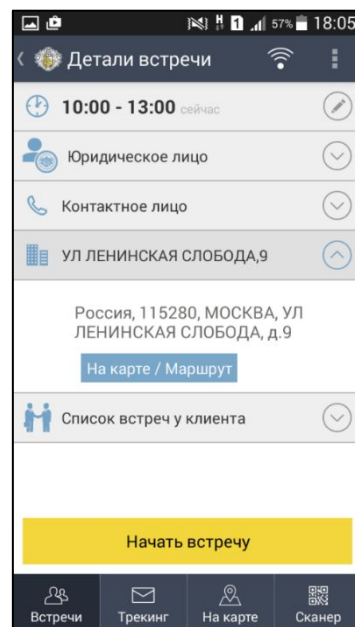 57% 18:05
Детали встречи
10:00 - 13:00 сейчас
Юридическое лицо
Контактное лицо
УЛ ЛЕНИНСКАЯ СЛОБОДА,9
Россия, 115280, МОСКВА, УЛ
ЛЕНИНСКАЯ СЛОБОДА, д.9
На карте / Маршрут
Список встреч у клиента
Начать встречу
Встречи Трекинг На карте Сканер